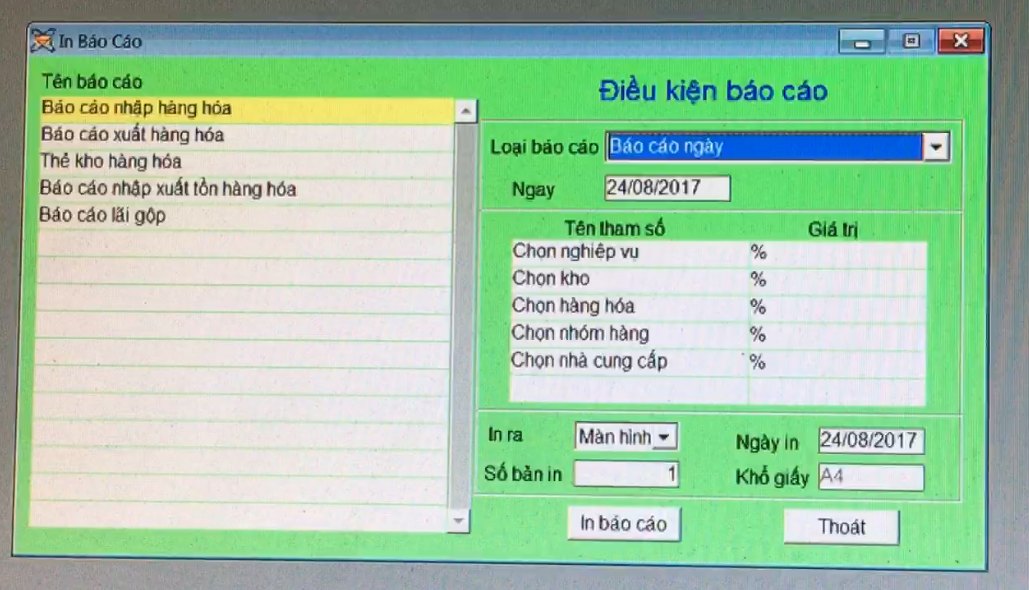 In Báo Cáo
Tên báo cáo
Báo cáo nhập hàng hóa
Báo cáo xuất hàng hóa
Thẻ kho hàng hóa
Báo cáo nhập xuất tồn hàng hóa
Báo cáo lãi gộp
Điều kiện báo cáo
Loại báo cáo Báo cáo ngày
Ngay 24/08/2017
Tên tham số Giá trị
Chọn nghiệp vụ %
Chọn kho %
Chọn hàng hóa %
Chọn nhóm hàng %
Chọn nhà cung cấp %
In ra Màn hình Ngày in 24/08/2017
Số bản in 1 Khổ giấy A4
In báo cáo Thoát